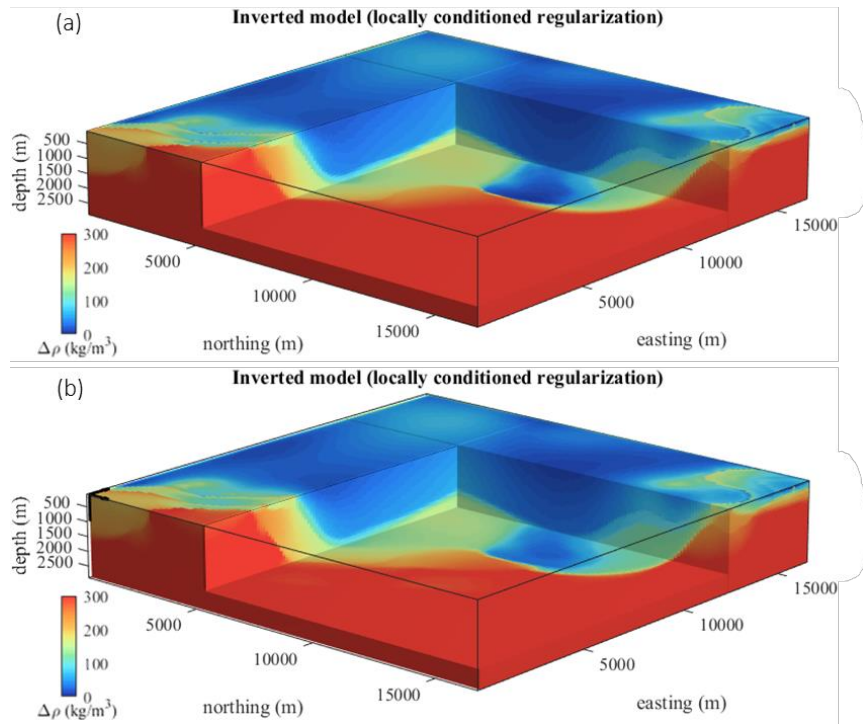 (a)
Inverted model (locally conditioned regularization)
depth (m)
500
1000
1500
2000
2500
300
200
100
0
Δρ (kg/m³)
5000
10000
15000
northing (m)
5000
10000
15000
easting (m)
(b)
Inverted model (locally conditioned regularization)
depth (m)
500
1000
1500
2000
2500
300
200
100
0
Δρ (kg/m³)
5000
10000
15000
northing (m)
5000
10000
15000
easting (m)